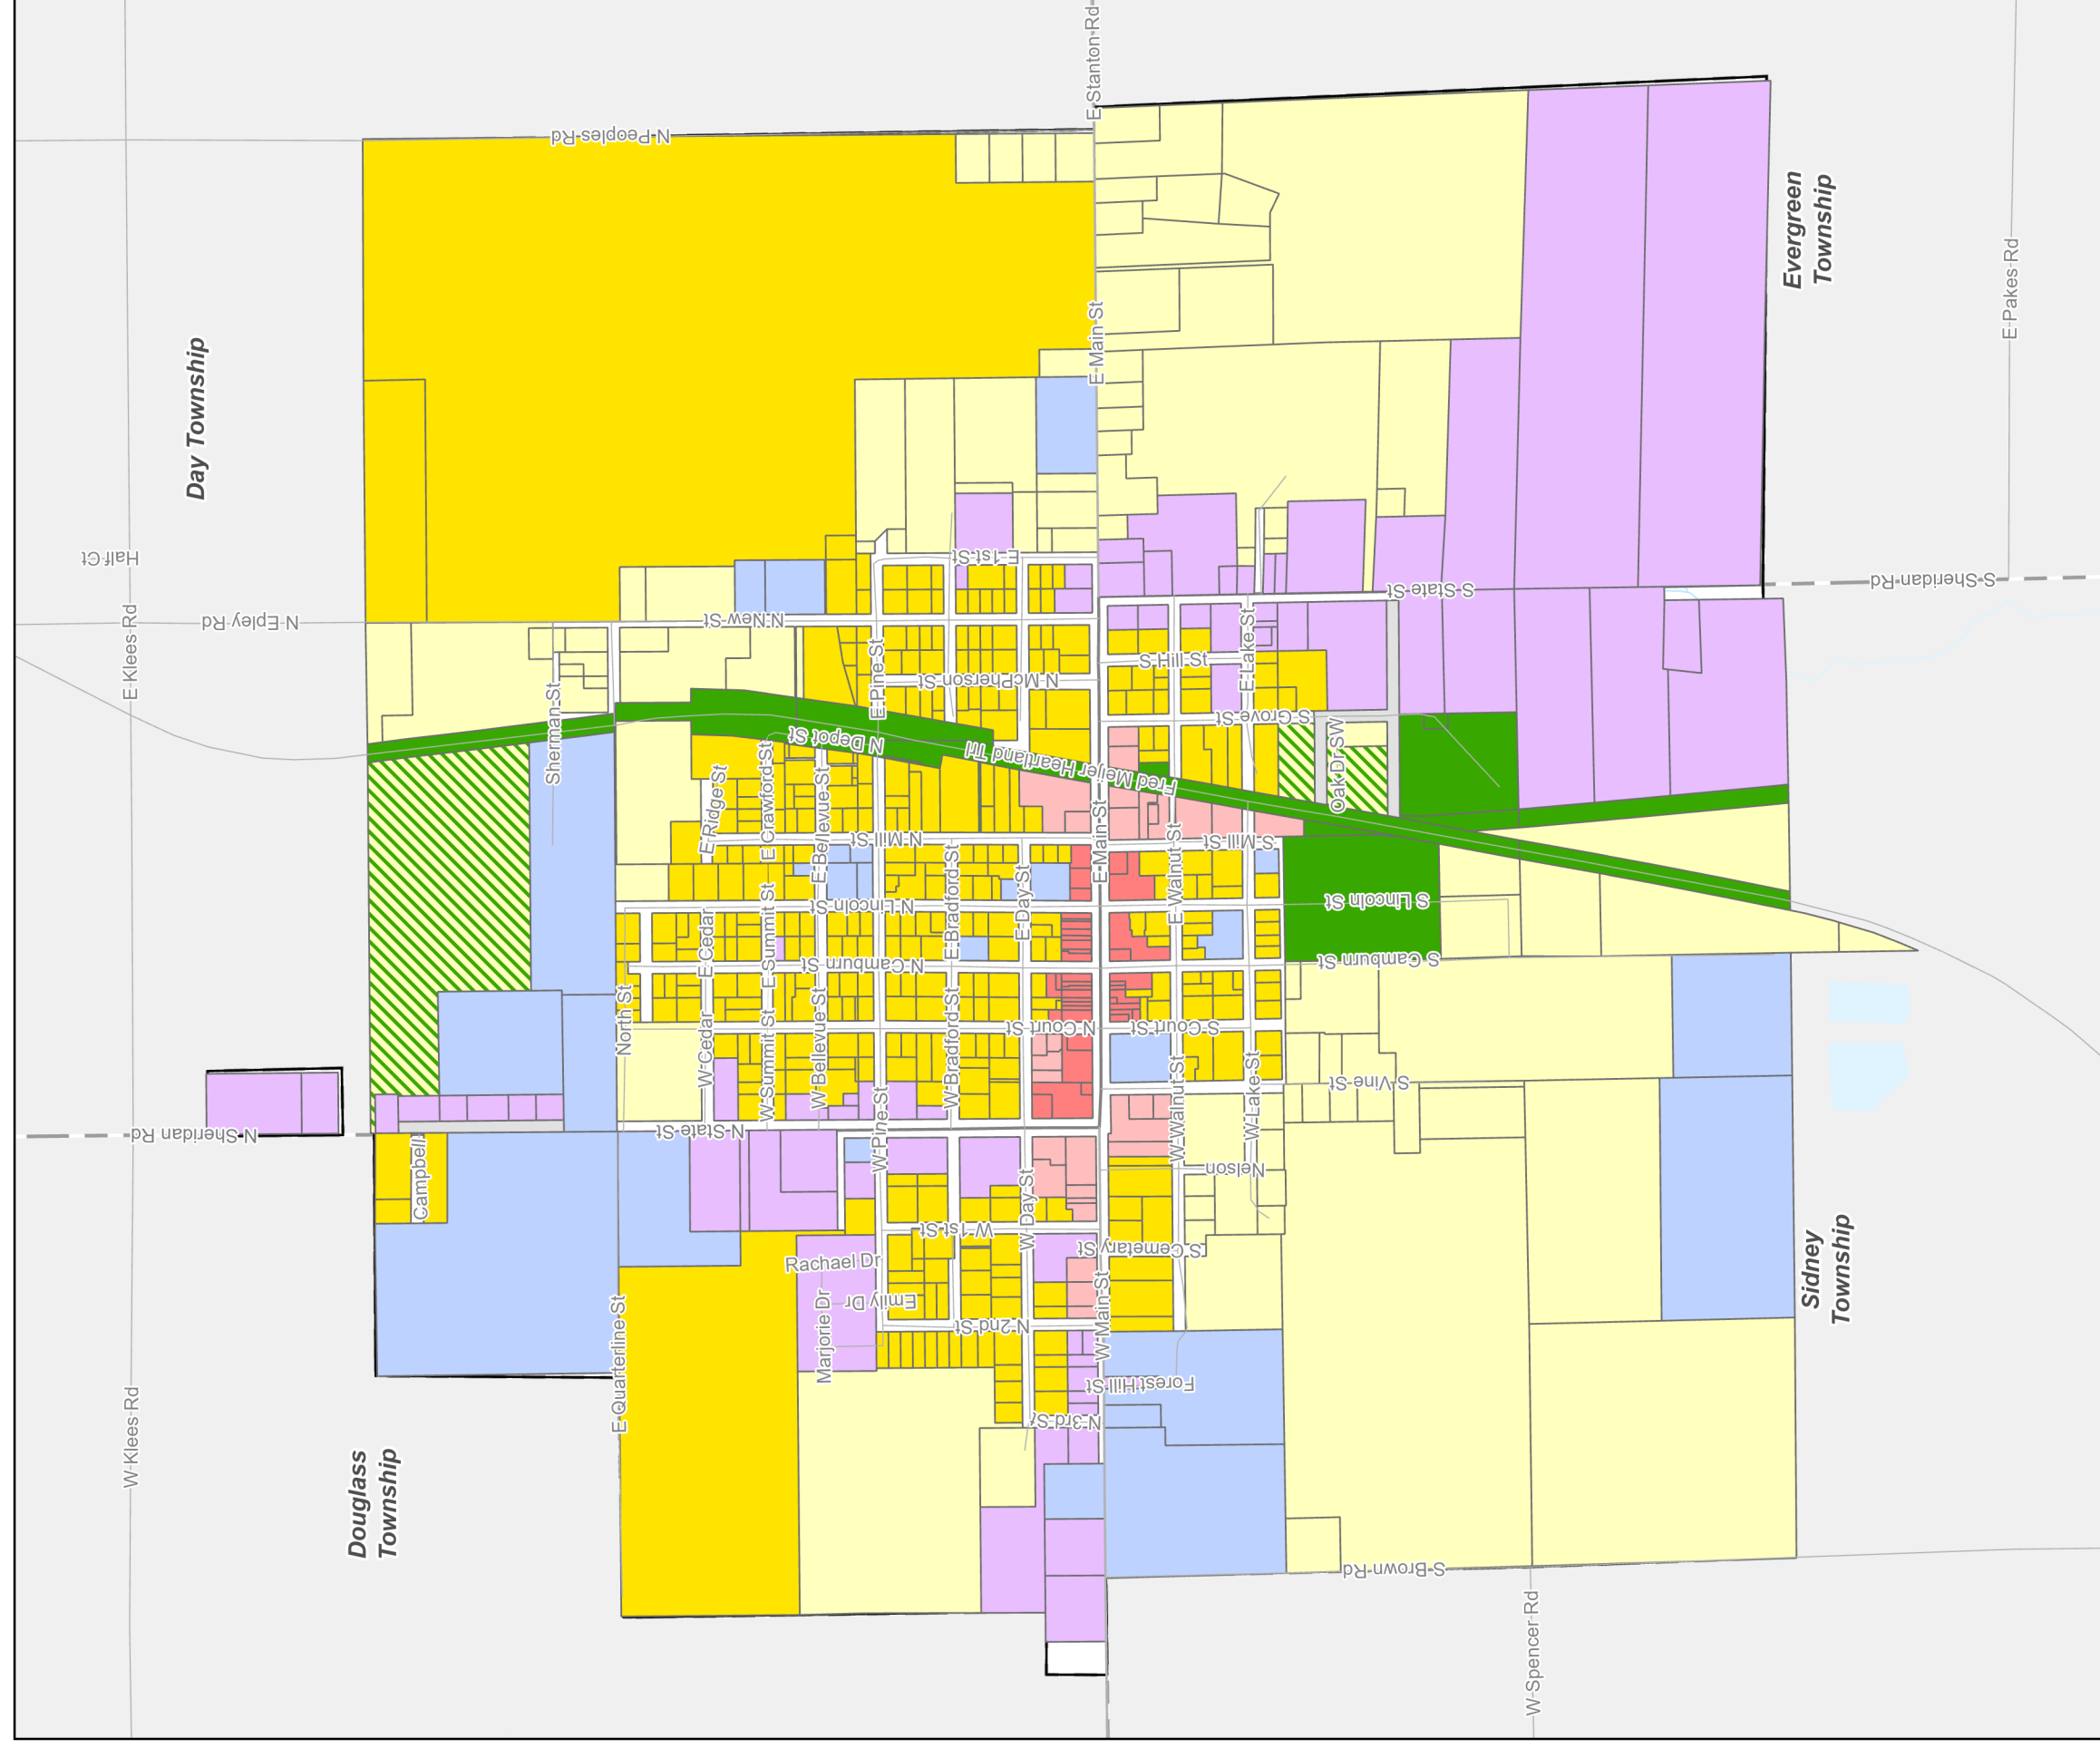 E Stanton Rd
N Peoples Rd
Evergreen
Township
E Pakes Rd
Day Township
E Main St
Half Ct
E 1st St
S Sheridan Rd
S State St
E Klees Rd
N Epley Rd
N New St
E Lake St
S Hill St
E Pine St
N McPherson St
S Grove St
Sherman St
N Depot St
Fred Meijer Heartland Trl
Oak Dr SW
E Ridge St
E Crawford St
E Bellevue St
N Mill St
E Main St
S Mill St
E Walnut St
E Bradford St
E Day St
N Lincoln St
S Lincoln St
E Cedar
E Summit St
N Camburn St
S Camburn St
North St
W Cedar
W Summit St
W Bellevue St
W Bradford St
N Court St
S Court St
S Vine St
W Pine St
W Walnut St
W Lake St
N Sheridan Rd
N State St
Campbell
Nelson
W Day St
W 1st St
S Cemetary St
Sidney
Township
Rachael Dr
Emily Dr
Marjorie Dr
N 2nd St
W Main St
E Quarterline St
Forest Hill St
N 3rd St
W Klees Rd
Douglass
Township
S Brown Rd
W Spencer Rd